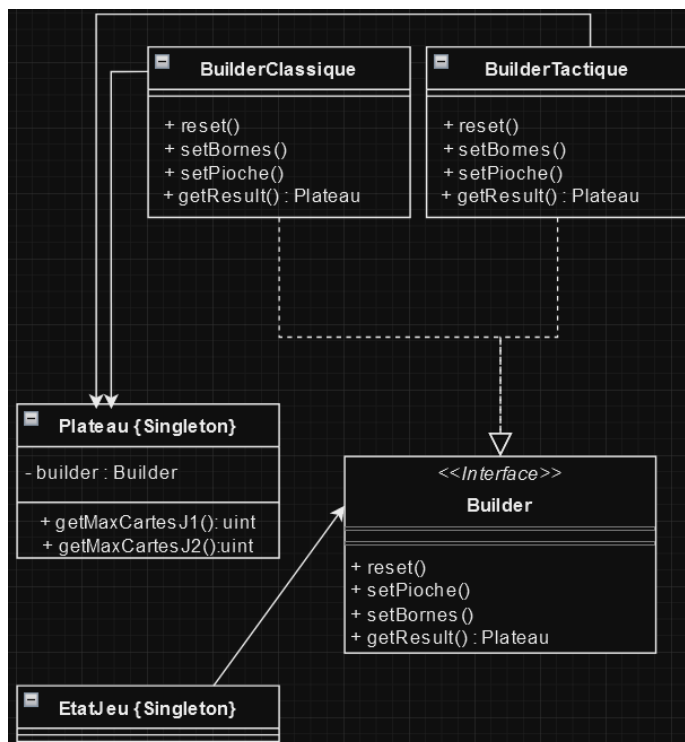 BuilderClassique
+ reset()
+ setBornes()
+ setPioche()
+ getResult() : Plateau
BuilderTactique
+ reset()
+ setBornes()
+ setPioche()
+ getResult() : Plateau
Plateau {Singleton}
- builder : Builder
+ getMaxCartesJ1(): uint
+ getMaxCartesJ2():uint
<<Interface>>
Builder
+ reset()
+ setPioche()
+ setBornes()
+ getResult() : Plateau
EtatJeu {Singleton}